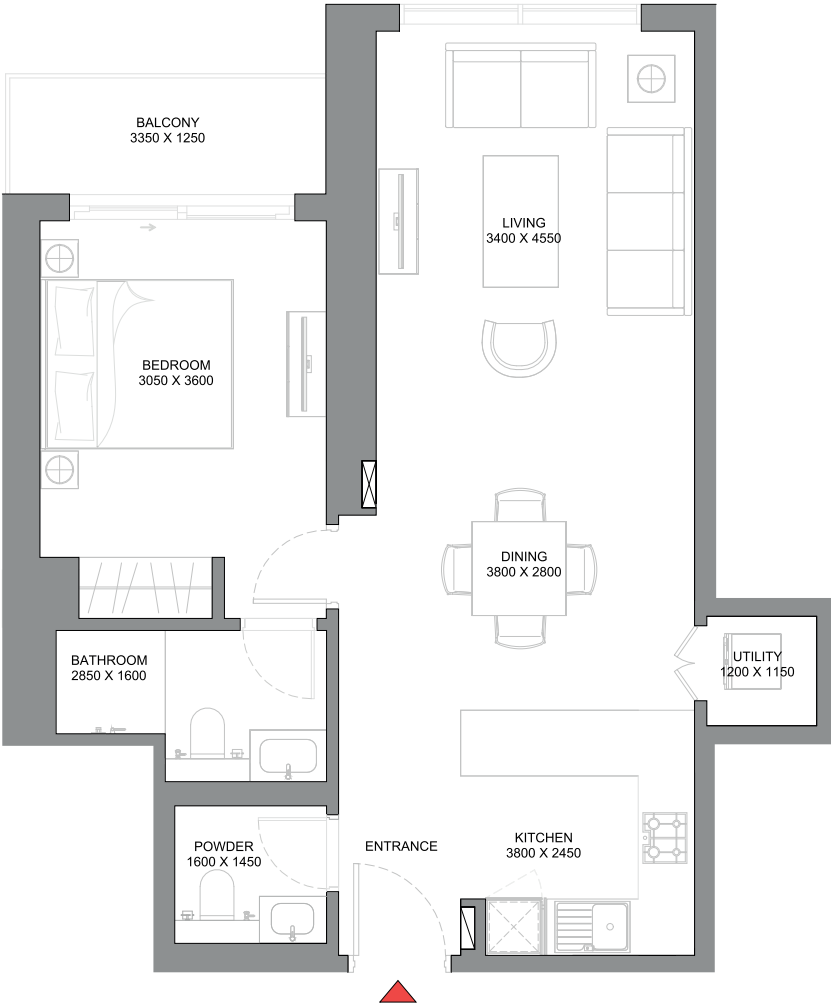 BALCONY
3350 X 1250
LIVING
3400 X 4550
BEDROOM
3050 X 3600
DINING
3800 X 2800
BATHROOM
2850 X 1600
UTILITY
1200 X 1150
POWDER
1600 X 1450
ENTRANCE
KITCHEN
3800 X 2450